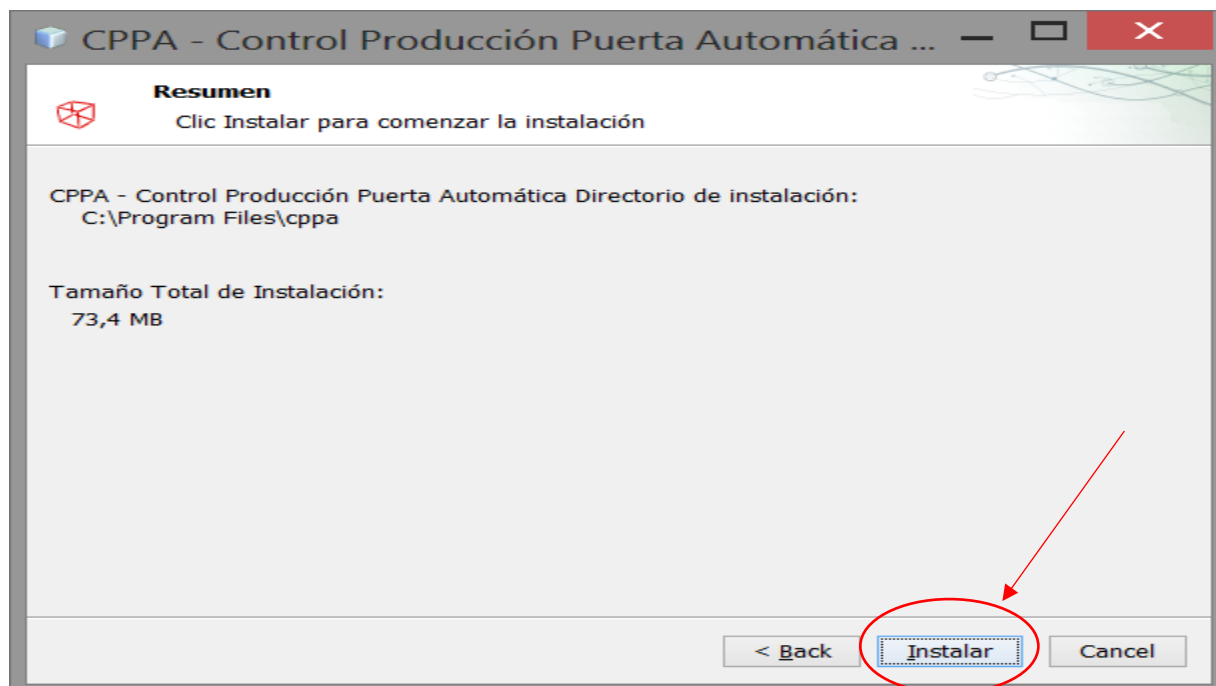 CPPA - Control Producción Puerta Automática ...
Resumen
Clic Instalar para comenzar la instalación
CPPA - Control Producción Puerta Automática Directorio de instalación:
C:\Program Files\cppa
Tamaño Total de Instalación:
73,4 MB
< Back Instalar Cancel